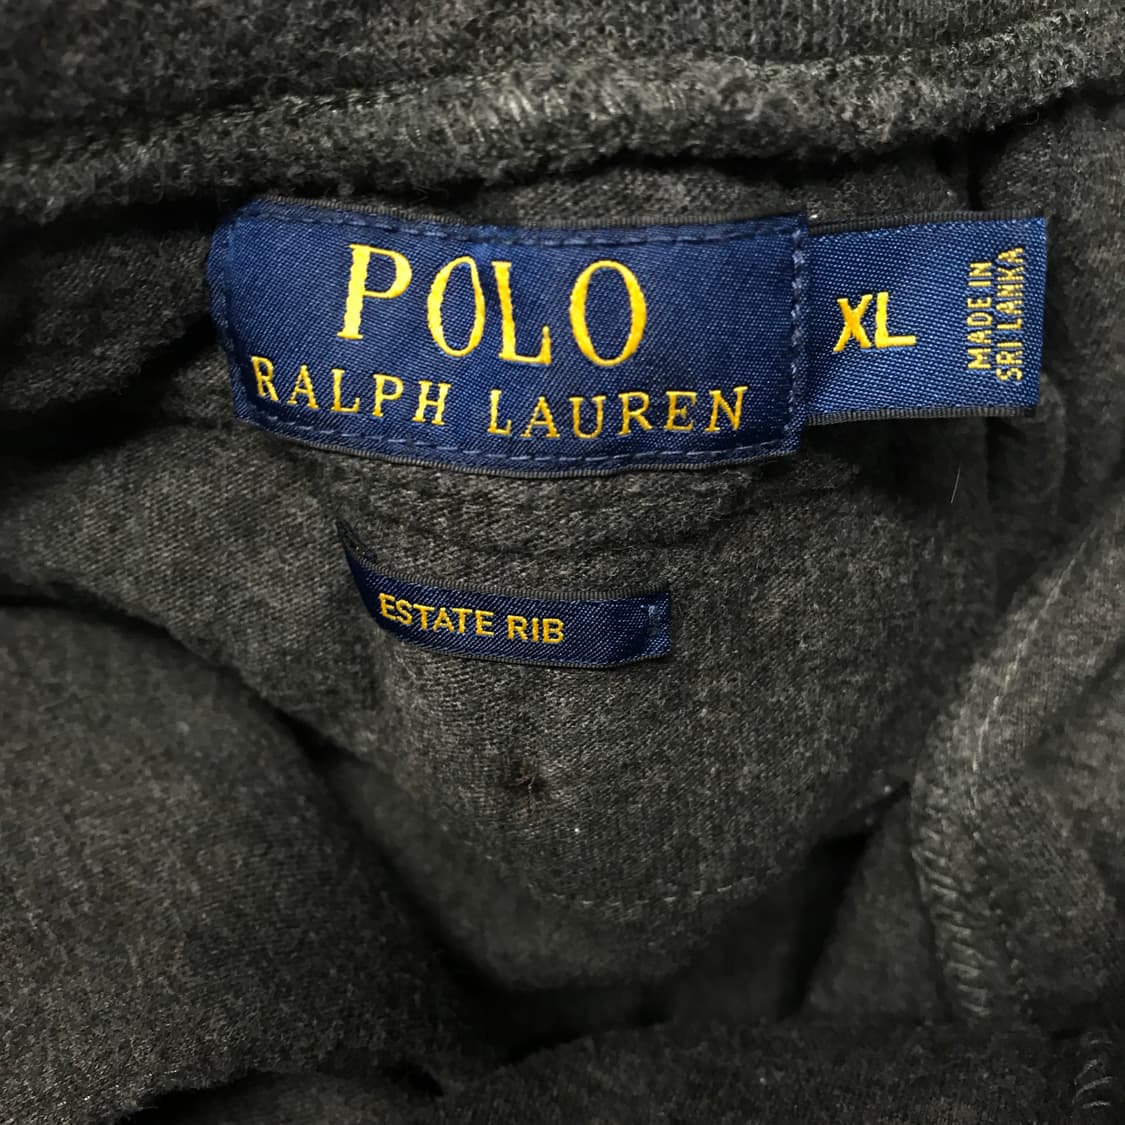 POLO
RALPH LAUREN
XL
MADE IN
SRI LANKA
ESTATE RIB